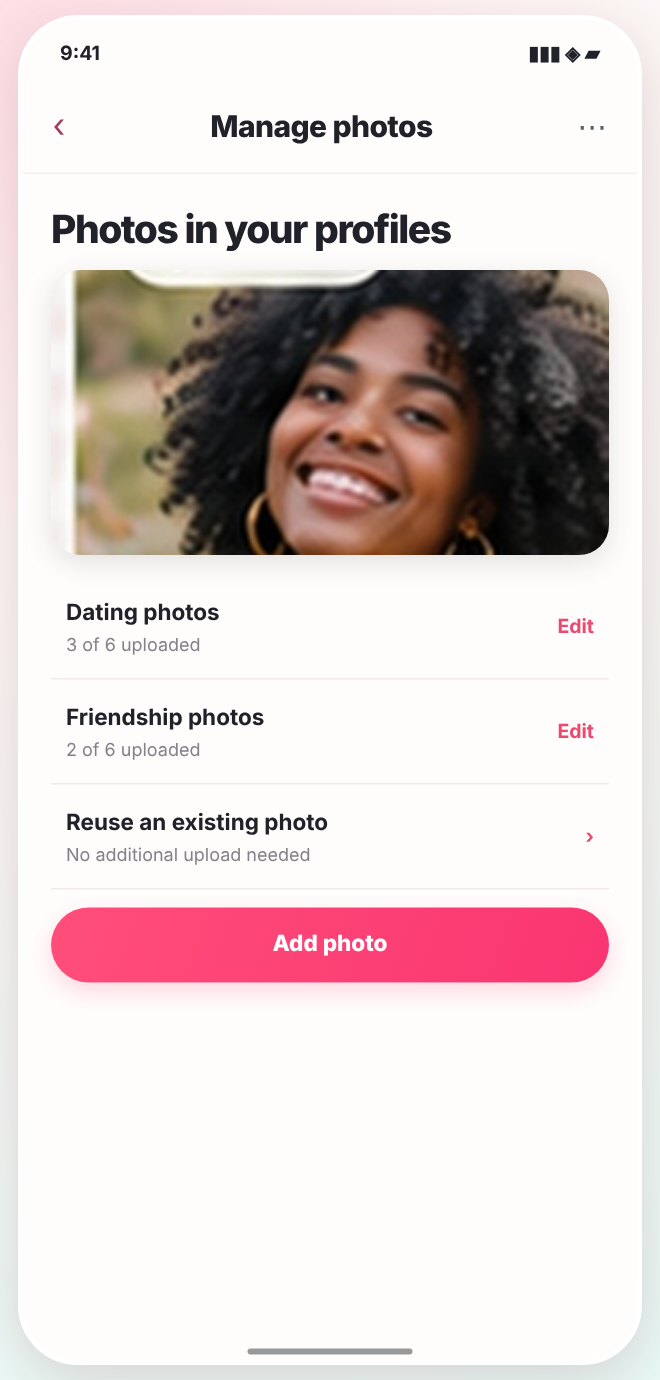 9:41
Manage photos
Photos in your profiles
Dating photos
3 of 6 uploaded
Edit
Friendship photos
2 of 6 uploaded
Edit
Reuse an existing photo
No additional upload needed
Add photo